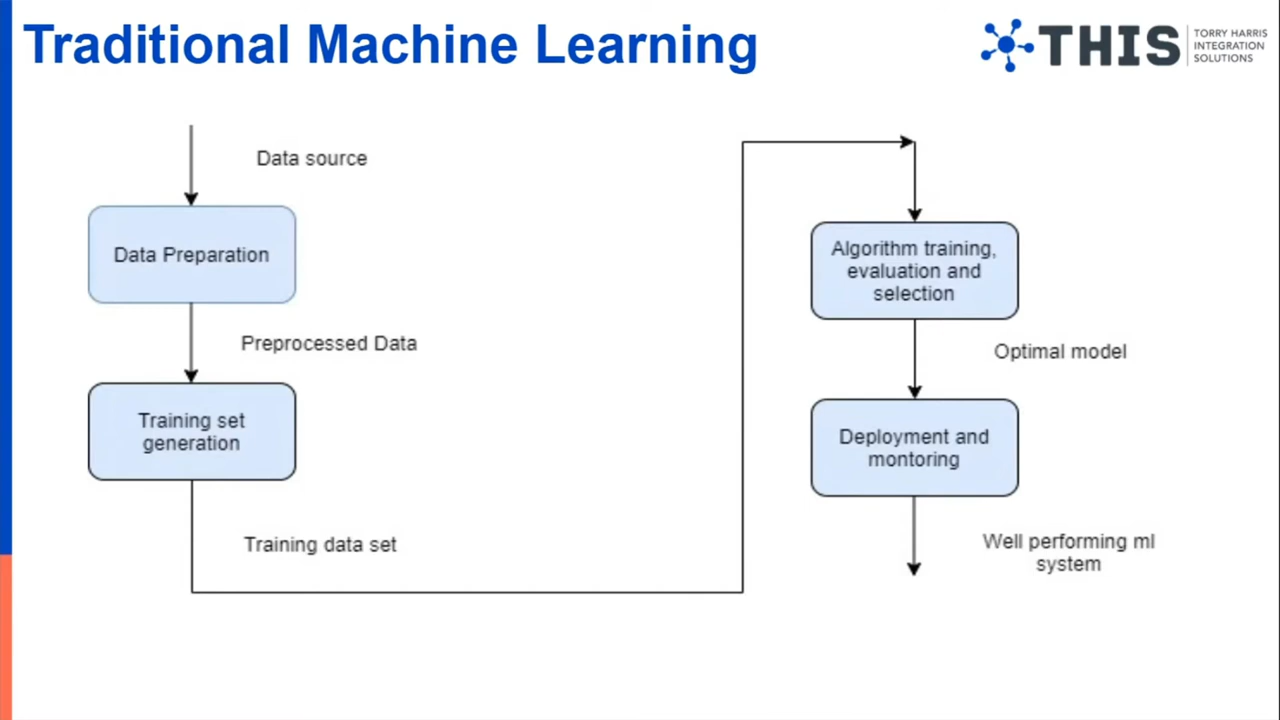 Traditional Machine Learning
THIS
TORRY HARRIS
INTEGRATION
SOLUTIONS
Data source
Data Preparation
Preprocessed Data
Training set
generation
Training data set
Algorithm training,
evaluation and
selection
Optimal model
Deployment and
montoring
Well performing ml
system